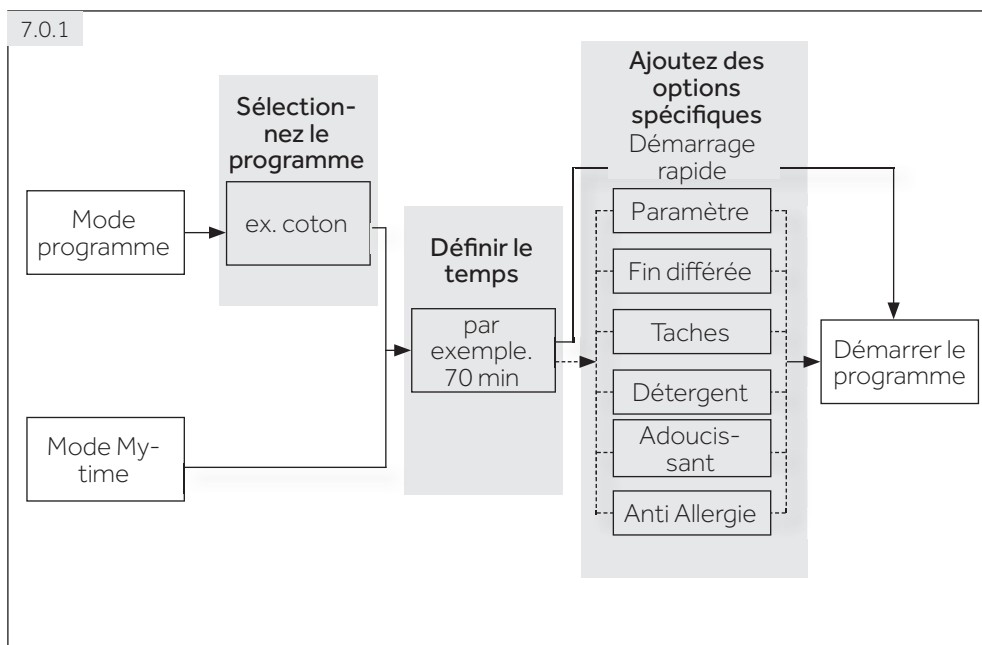 7.0.1
Sélection-
nez le
programme
ex. coton
Mode
programme
Mode My-
time
Définir le
temps
par
exemple.
70 min
Ajoutez des
options
spécifiques
Démarrage
rapide
Paramètre
Fin différée
Taches
Détergent
Adoucis-
sant
Anti Allergie
Démarrer le
programme